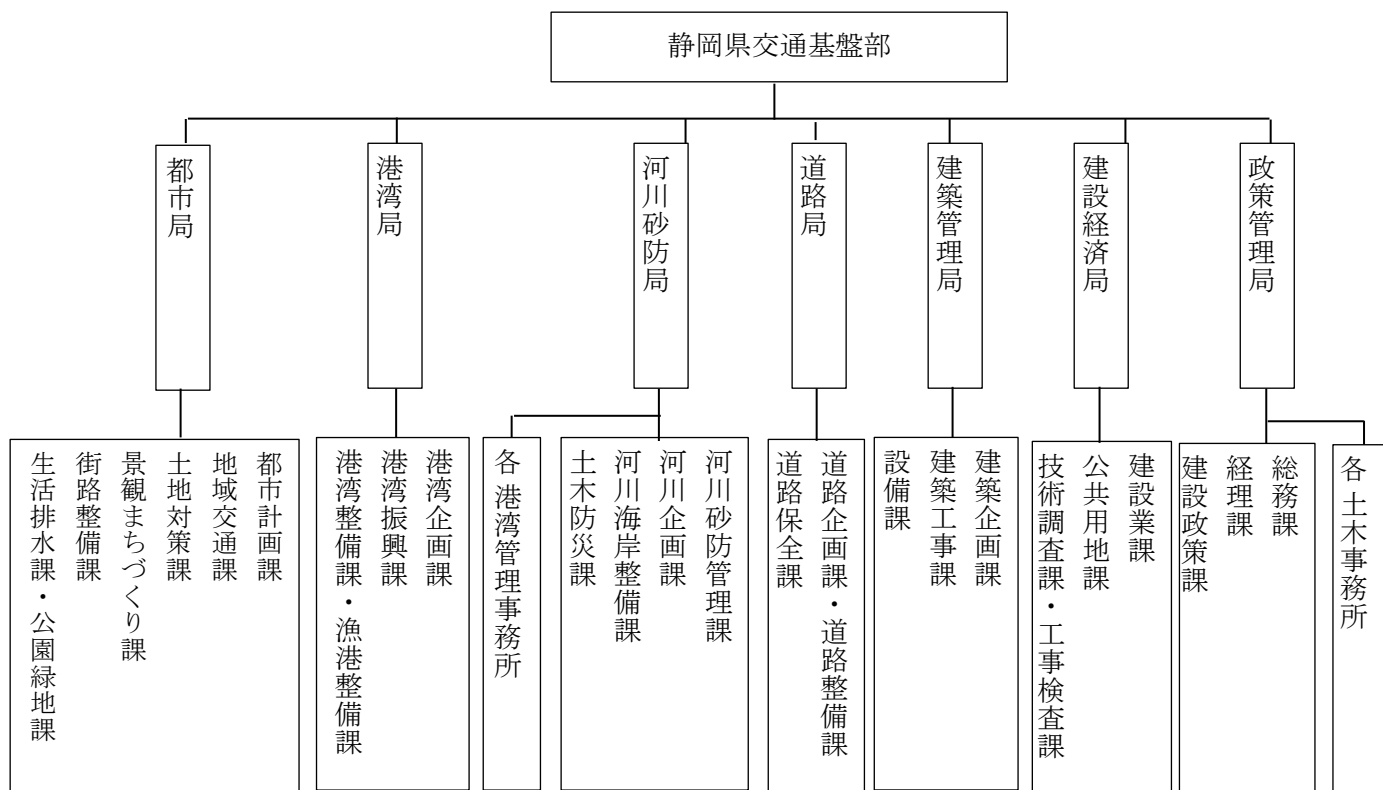 静岡県交通基盤部
政策管理局
建設経済局
建築管理局
道路局
河川砂防局
港湾局
都市局
各土木事務所
総務課
経理課
建設政策課
建設業課
公共用地課
技術調査課・工事検査課
建築企画課
建築工事課
設備課
道路企画課・道路整備課
道路保全課
河川砂防管理課
河川企画課
河川海岸整備課
土木防災課
各港湾管理事務所
港湾企画課
港湾振興課
港湾整備課・漁港整備課
都市計画課
地域交通課
土地対策課
景観まちづくり課
街路整備課
生活排水課・公園緑地課